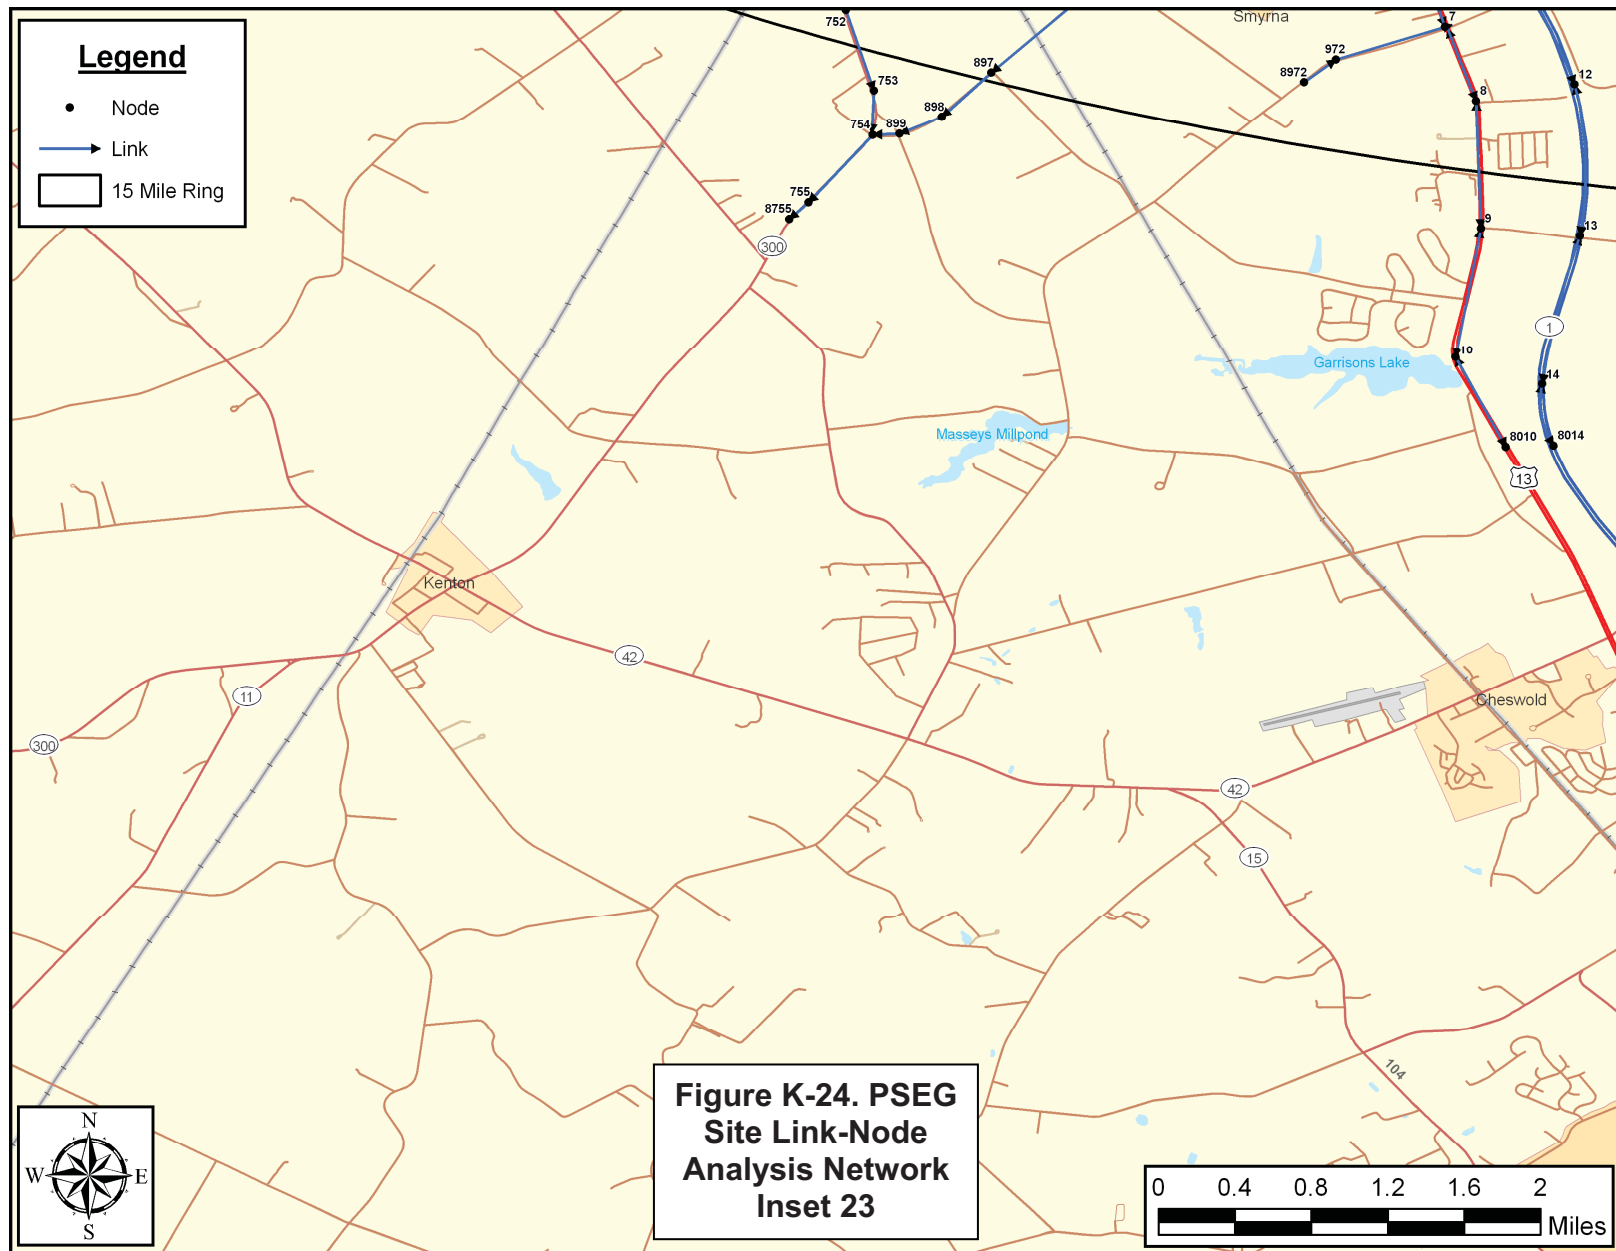 Legend
Node
Link
15 Mile Ring
752
Smyrna
7
753
897
972
8972
12
8
898
899
754
755
8755
9
13
300
1
Garrisons Lake
10
14
Masseys Millpond
8010
8014
13
Kenton
42
11
300
Cheswold
42
15
104
Figure K-24. PSEG
Site Link-Node
Analysis Network
Inset 23
N
W E
S
0 0.4 0.8 1.2 1.6 2
Miles